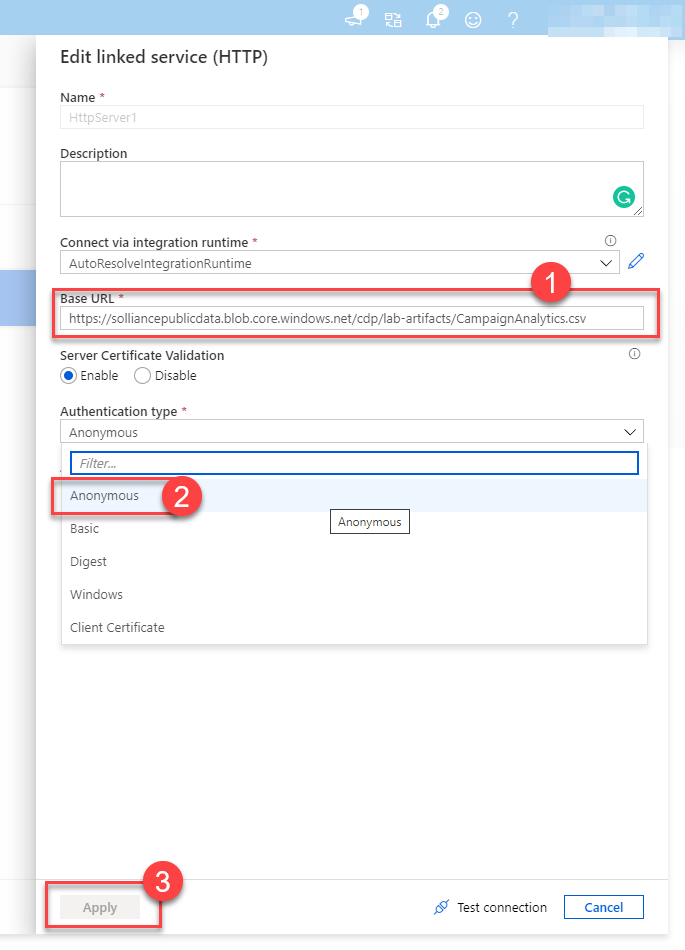 1
2
?
Edit linked service (HTTP)
Name *
HttpServer1
Description
Connect via integration runtime *
AutoResolveIntegrationRuntime
1
Base URL *
https://solliancepublicdata.blob.core.windows.net/cdp/lab-artifacts/CampaignAnalytics.csv
Server Certificate Validation
Enable Disable
Authentication type *
Anonymous
Filter...
Anonymous
2
Anonymous
Basic
Digest
Windows
Client Certificate
3
Apply Test connection Cancel